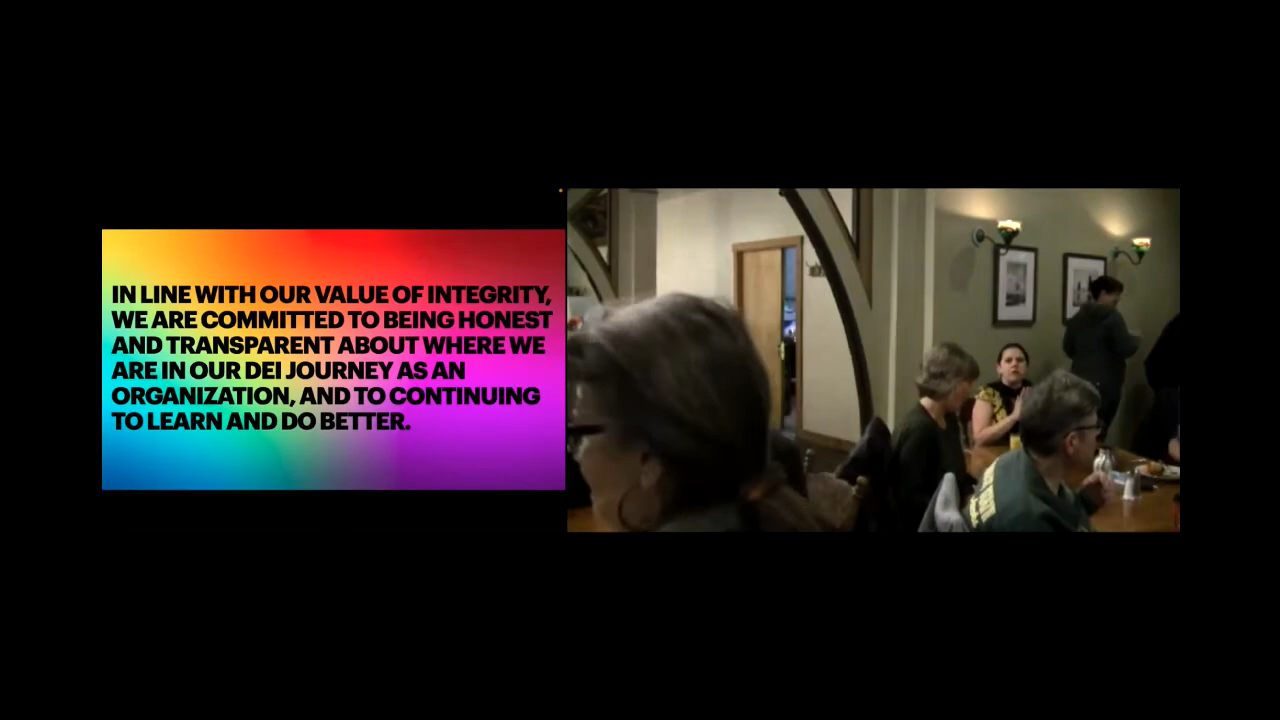 IN LINE WITH OUR VALUE OF INTEGRITY,
WE ARE COMMITTED TO BEING HONEST
AND TRANSPARENT ABOUT WHERE WE
ARE IN OUR DEI JOURNEY AS AN
ORGANIZATION, AND TO CONTINUING
TO LEARN AND DO BETTER.